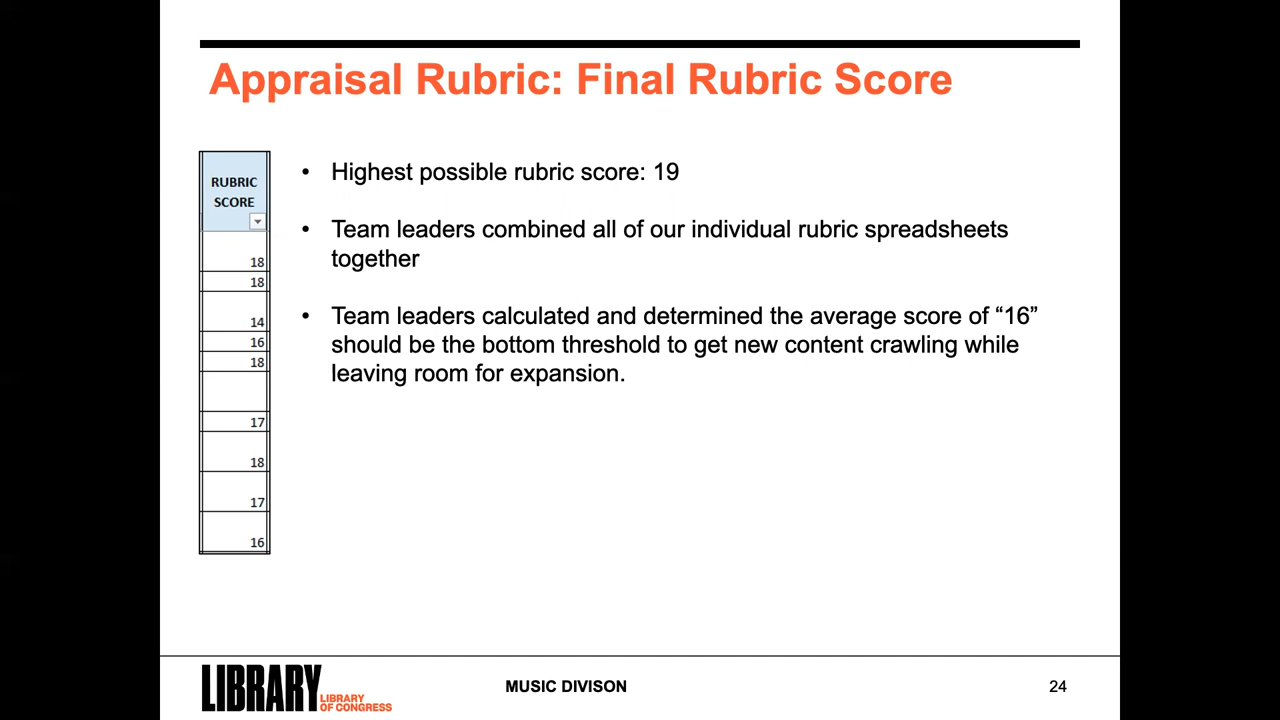 Appraisal Rubric: Final Rubric Score
RUBRIC
SCORE
18
18
14
16
18
17
18
17
16
• Highest possible rubric score: 19
• Team leaders combined all of our individual rubric spreadsheets
together
• Team leaders calculated and determined the average score of “16”
should be the bottom threshold to get new content crawling while
leaving room for expansion.
LIBRARY
LIBRARY
OF CONGRESS
MUSIC DIVISON
24